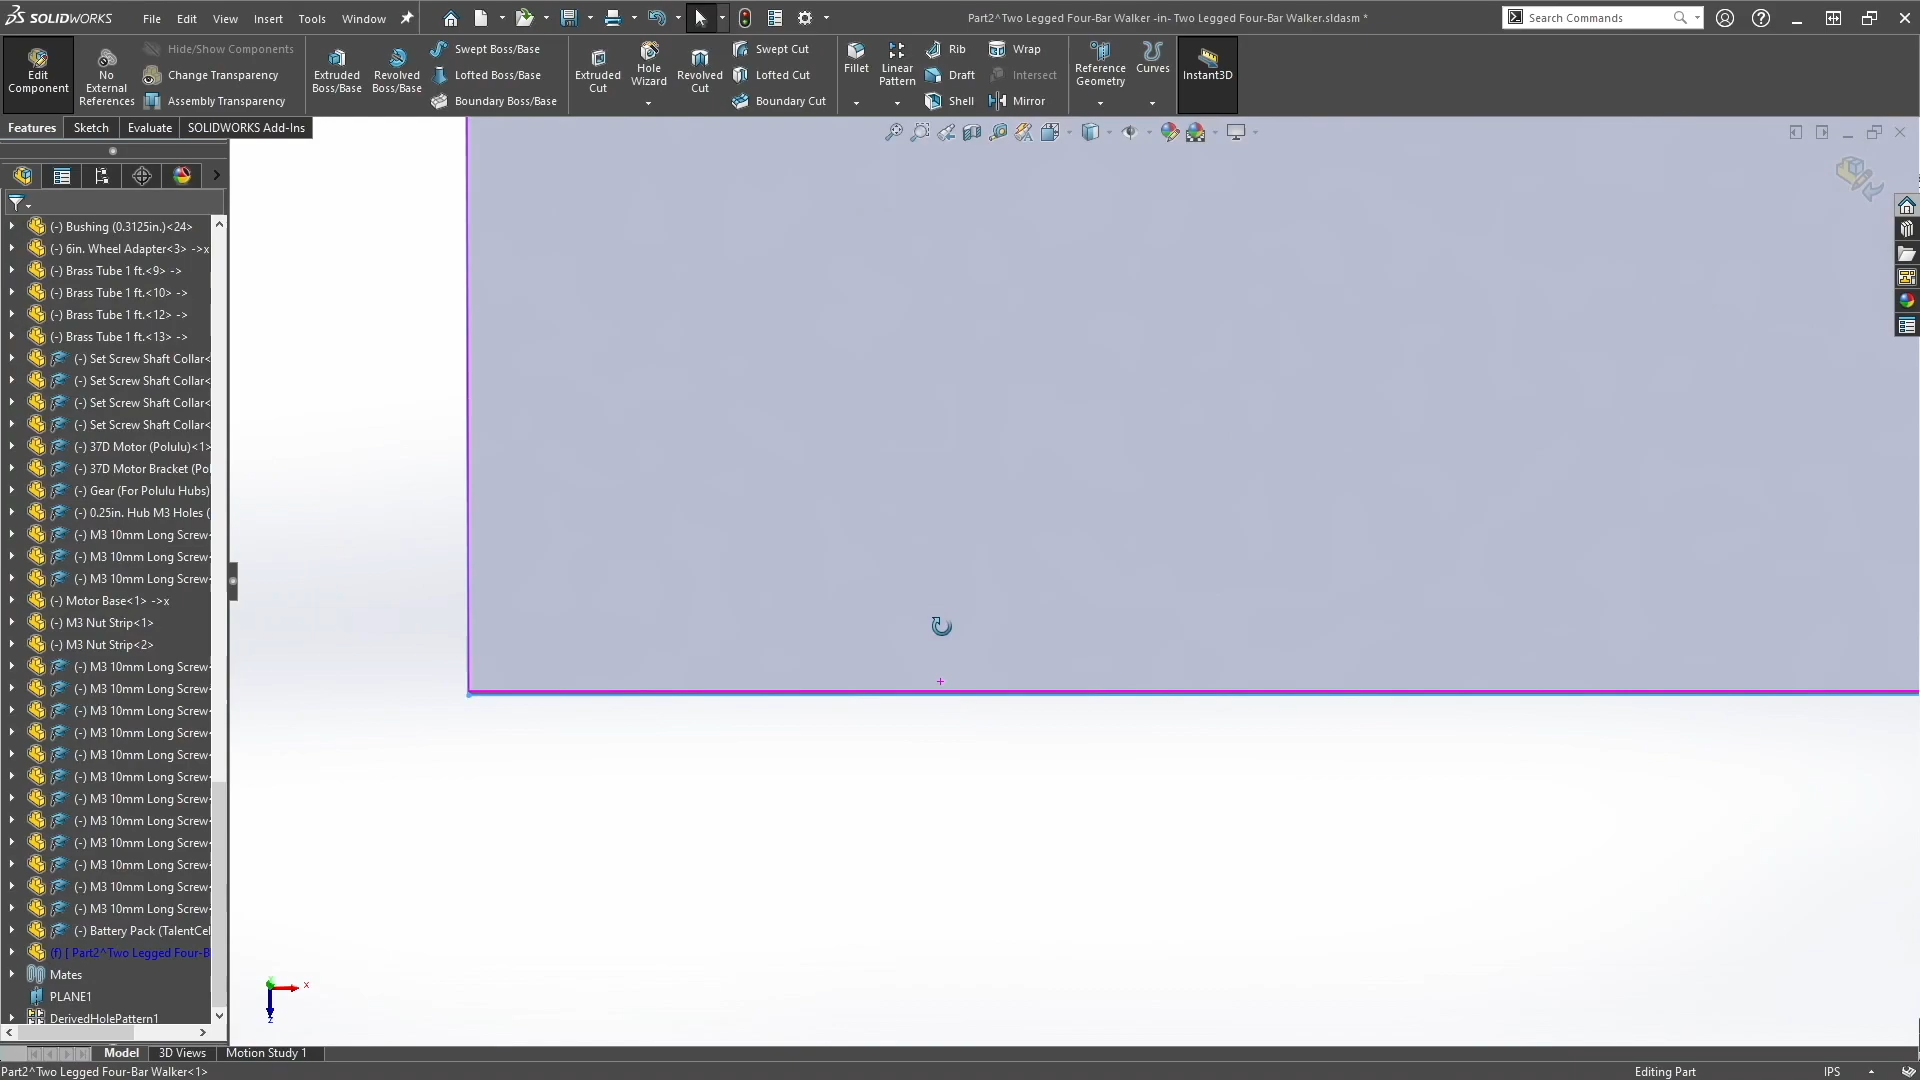 SOLIDWORKS File Edit View Insert Tools Window Part2^Two Legged Four-Bar Walker -in- Two Legged Four-Bar Walker.sldasm * Search Commands
Edit Component
No External References
Hide/Show Components
Change Transparency
Assembly Transparency
Extruded Boss/Base
Revolved Boss/Base
Swept Boss/Base
Lofted Boss/Base
Boundary Boss/Base
Extruded Cut
Hole Wizard
Revolved Cut
Swept Cut
Lofted Cut
Boundary Cut
Fillet
Linear Pattern
Rib
Draft
Shell
Wrap
Intersect
Mirror
Reference Geometry
Curves
Instant3D
Features Sketch Evaluate SOLIDWORKS Add-Ins
(-) Bushing (0.3125in.)<24>
(-) 6in. Wheel Adapter<3> ->x
(-) Brass Tube 1 ft.<9> ->
(-) Brass Tube 1 ft.<10> ->
(-) Brass Tube 1 ft.<12> ->
(-) Brass Tube 1 ft.<13> ->
(-) Set Screw Shaft Collar<
(-) Set Screw Shaft Collar<
(-) Set Screw Shaft Collar<
(-) Set Screw Shaft Collar<
(-) 37D Motor (Polulu)<1>
(-) 37D Motor Bracket (Pol
(-) Gear (For Polulu Hubs)
(-) 0.25in. Hub M3 Holes (
(-) M3 10mm Long Screw
(-) M3 10mm Long Screw
(-) M3 10mm Long Screw
(-) Motor Base<1> ->x
(-) M3 Nut Strip<1>
(-) M3 Nut Strip<2>
(-) M3 10mm Long Screw
(-) M3 10mm Long Screw
(-) M3 10mm Long Screw
(-) M3 10mm Long Screw
(-) M3 10mm Long Screw
(-) M3 10mm Long Screw
(-) M3 10mm Long Screw
(-) M3 10mm Long Screw
(-) M3 10mm Long Screw
(-) M3 10mm Long Screw
(-) M3 10mm Long Screw
(-) M3 10mm Long Screw
(-) Battery Pack (TalentCel
(f) [ Part2^Two Legged Four-B
Mates
PLANE1
DerivedHolePattern1
x
z
Model 3D Views Motion Study 1
Part2^Two Legged Four-Bar Walker<1> Editing Part IPS